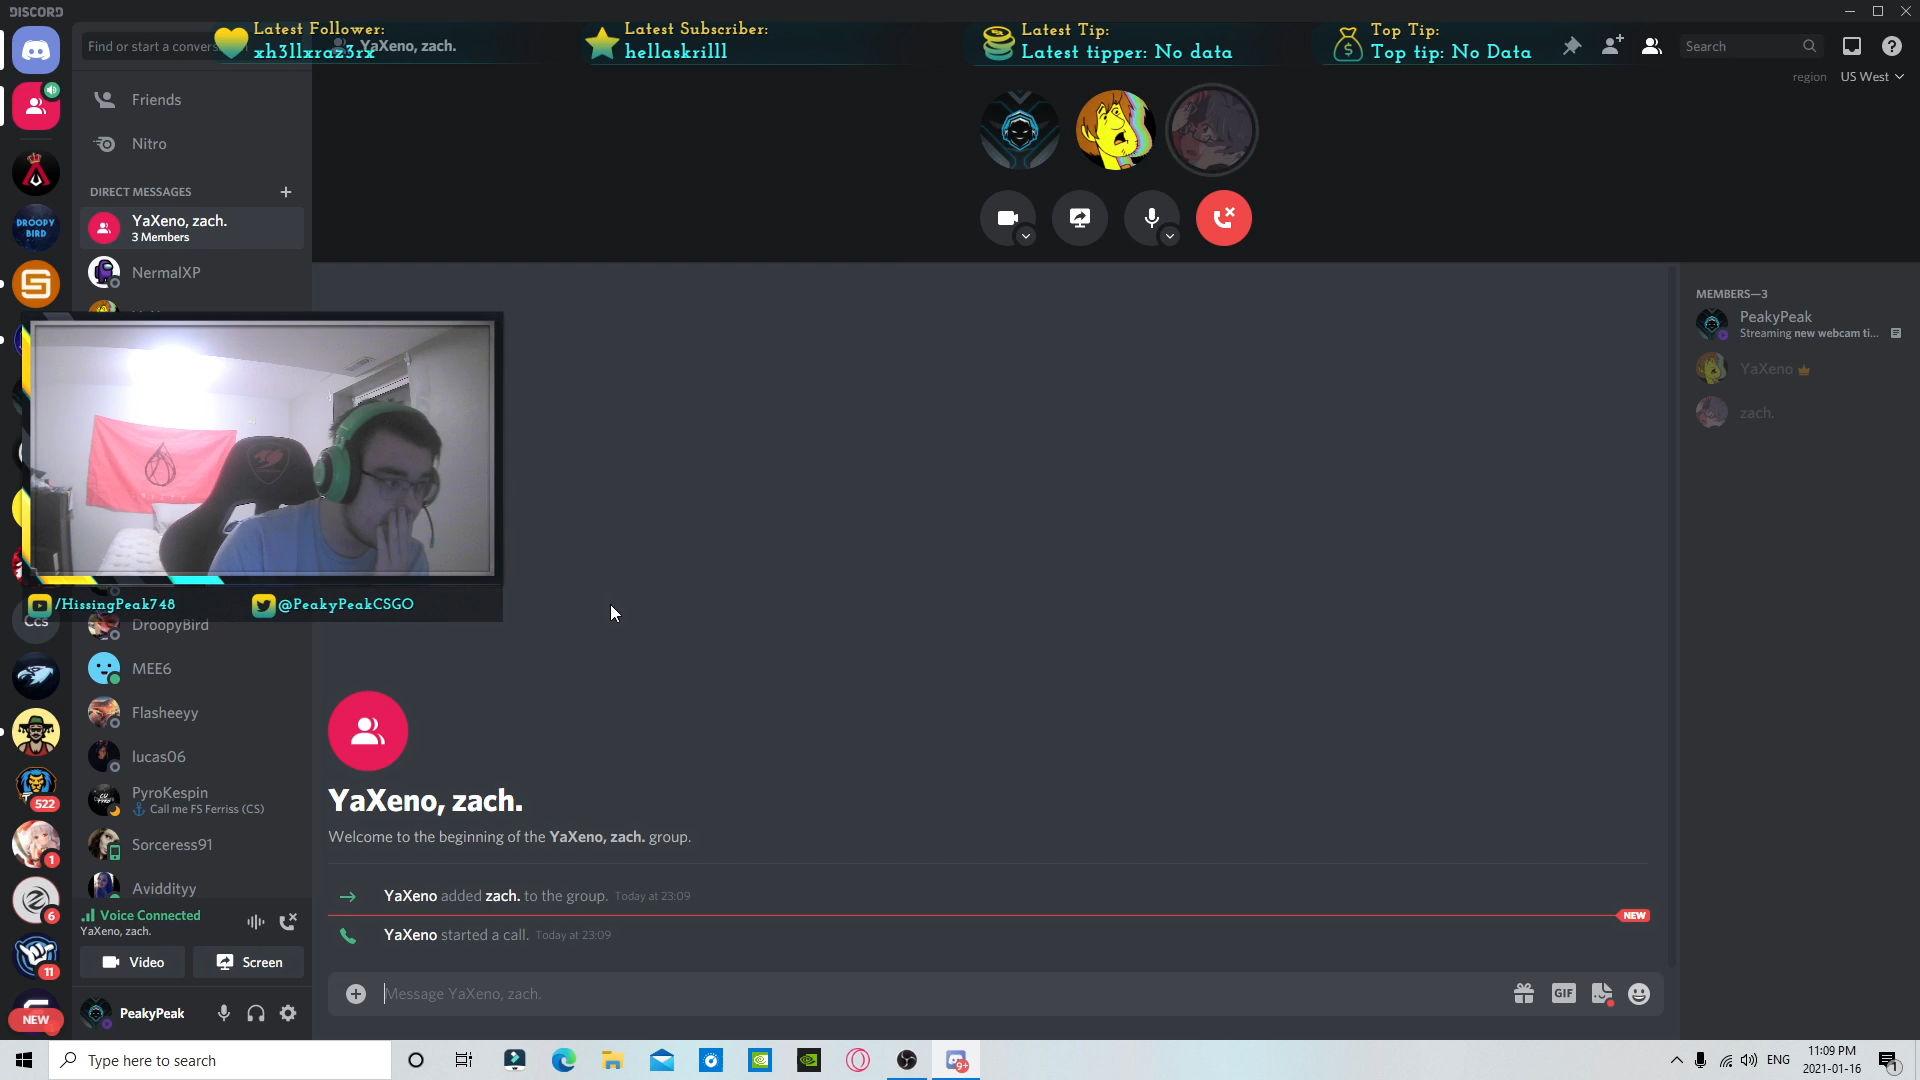 DISCORD
Find or start a convers
Latest Follower:
xh3llxraz3rx
YaXeno, zach.
Latest Subscriber:
hellaskrilll
Latest Tip:
Latest tipper: No data
Top Tip:
Top tip: No Data
Search
region US West
Friends
Nitro
DIRECT MESSAGES
YaXeno, zach.
3 Members
NermalXP
DROOPY
BIRD
MEMBERS—3
PeakyPeak
Streaming new webcam ti...
YaXeno
zach.
/HissingPeak748
@PeakyPeakCSGO
Ccs
DroopyBird
MEE6
Flasheeyy
lucas06
PyroKespin
Call me FS Ferriss (CS)
522
Sorceress91
1
Aviddityy
6
YaXeno, zach.
Welcome to the beginning of the YaXeno, zach. group.
YaXeno added zach. to the group. Today at 23:09
NEW
YaXeno started a call. Today at 23:09
Voice Connected
YaXeno, zach.
Video
Screen
11
Message YaXeno, zach.
GIF
NEW
PeakyPeak
Type here to search
9+
ENG
11:09 PM
2021-01-16
1